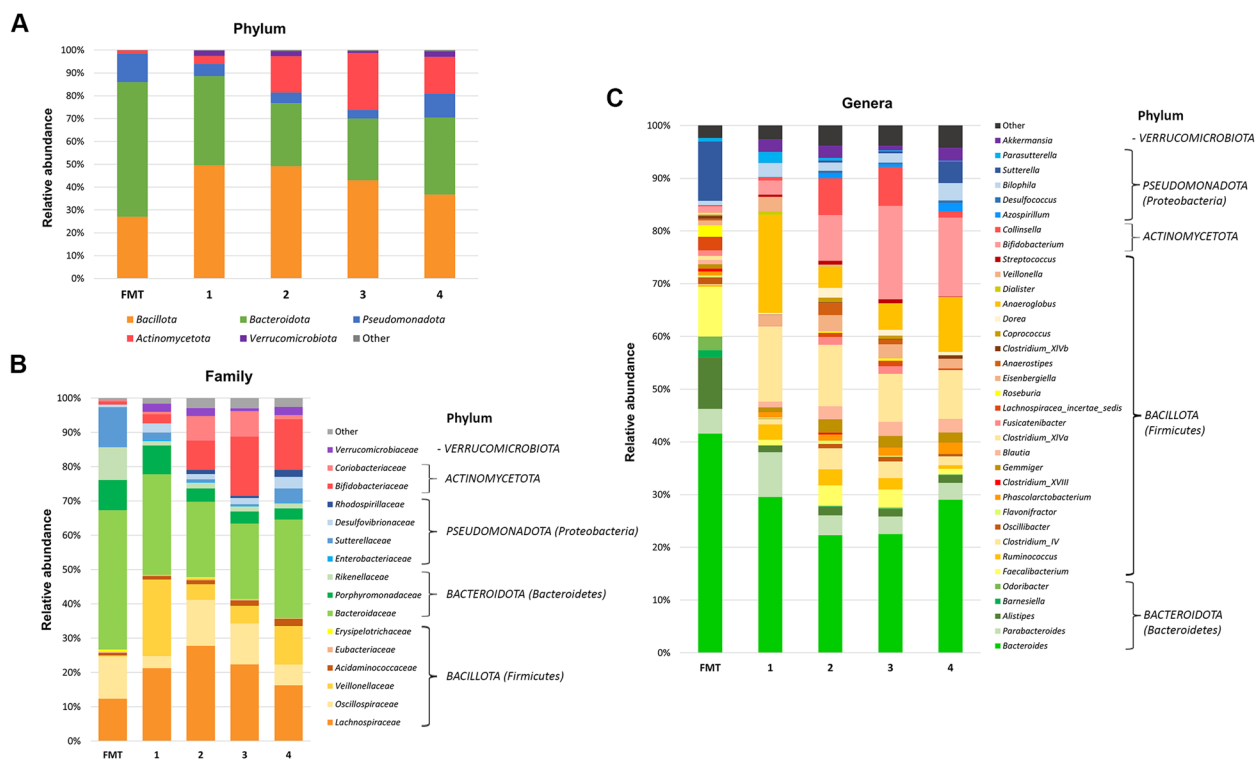 A
Phylum
Relative abundance
100%
90%
80%
70%
60%
50%
40%
30%
20%
10%
0%
FMT 1 2 3 4
Bacillota Bacteroidota Pseudomonadota
Actinomycetota Verrucomicrobiota Other
B
Family
Relative abundance
100%
90%
80%
70%
60%
50%
40%
30%
20%
10%
0%
FMT 1 2 3 4
Phylum
Other
Verrucomicrobiaceae - VERRUCOMICROBIOTA
Coriobacteriaceae
Bifidobacteriaceae
ACTINOMYCETOTA
Rhodospirillaceae
Desulfovibrionaceae
Sutterellaceae
Enterobacteriaceae
PSEUDOMONADOTA (Proteobacteria)
Rikenellaceae
Porphyromonadaceae
Bacteroidaceae
BACTEROIDOTA (Bacteroidetes)
Erysipelotrichaceae
Eubacteriaceae
Acidaminococcaceae
Veillonellaceae
Oscillospiraceae
Lachnospiraceae
BACILLOTA (Firmicutes)
C
Genera
Relative abundance
100%
90%
80%
70%
60%
50%
40%
30%
20%
10%
0%
FMT 1 2 3 4
Phylum
Other
Akkermansia - VERRUCOMICROBIOTA
Parasutterella
Sutterella
Bilophila
Desulfococcus
Azospirillum
PSEUDOMONADOTA
(Proteobacteria)
Collinsella
Bifidobacterium
ACTINOMYCETOTA
Streptococcus
Veillonella
Dialister
Anaeroglobus
Dorea
Coprococcus
Clostridium_XlVb
Anaerostipes
Eisenbergiella
Roseburia
Lachnospiracea_incertae_sedis
Fusicatenibacter
Clostridium_XlVa
Blautia
Gemmiger
Clostridium_XVIII
Phascolarctobacterium
Flavonifractor
Oscillibacter
Clostridium_IV
Ruminococcus
Faecalibacterium
BACILLOTA
(Firmicutes)
Odoribacter
Barnesiella
Alistipes
Parabacteroides
Bacteroides
BACTEROIDOTA
(Bacteroidetes)